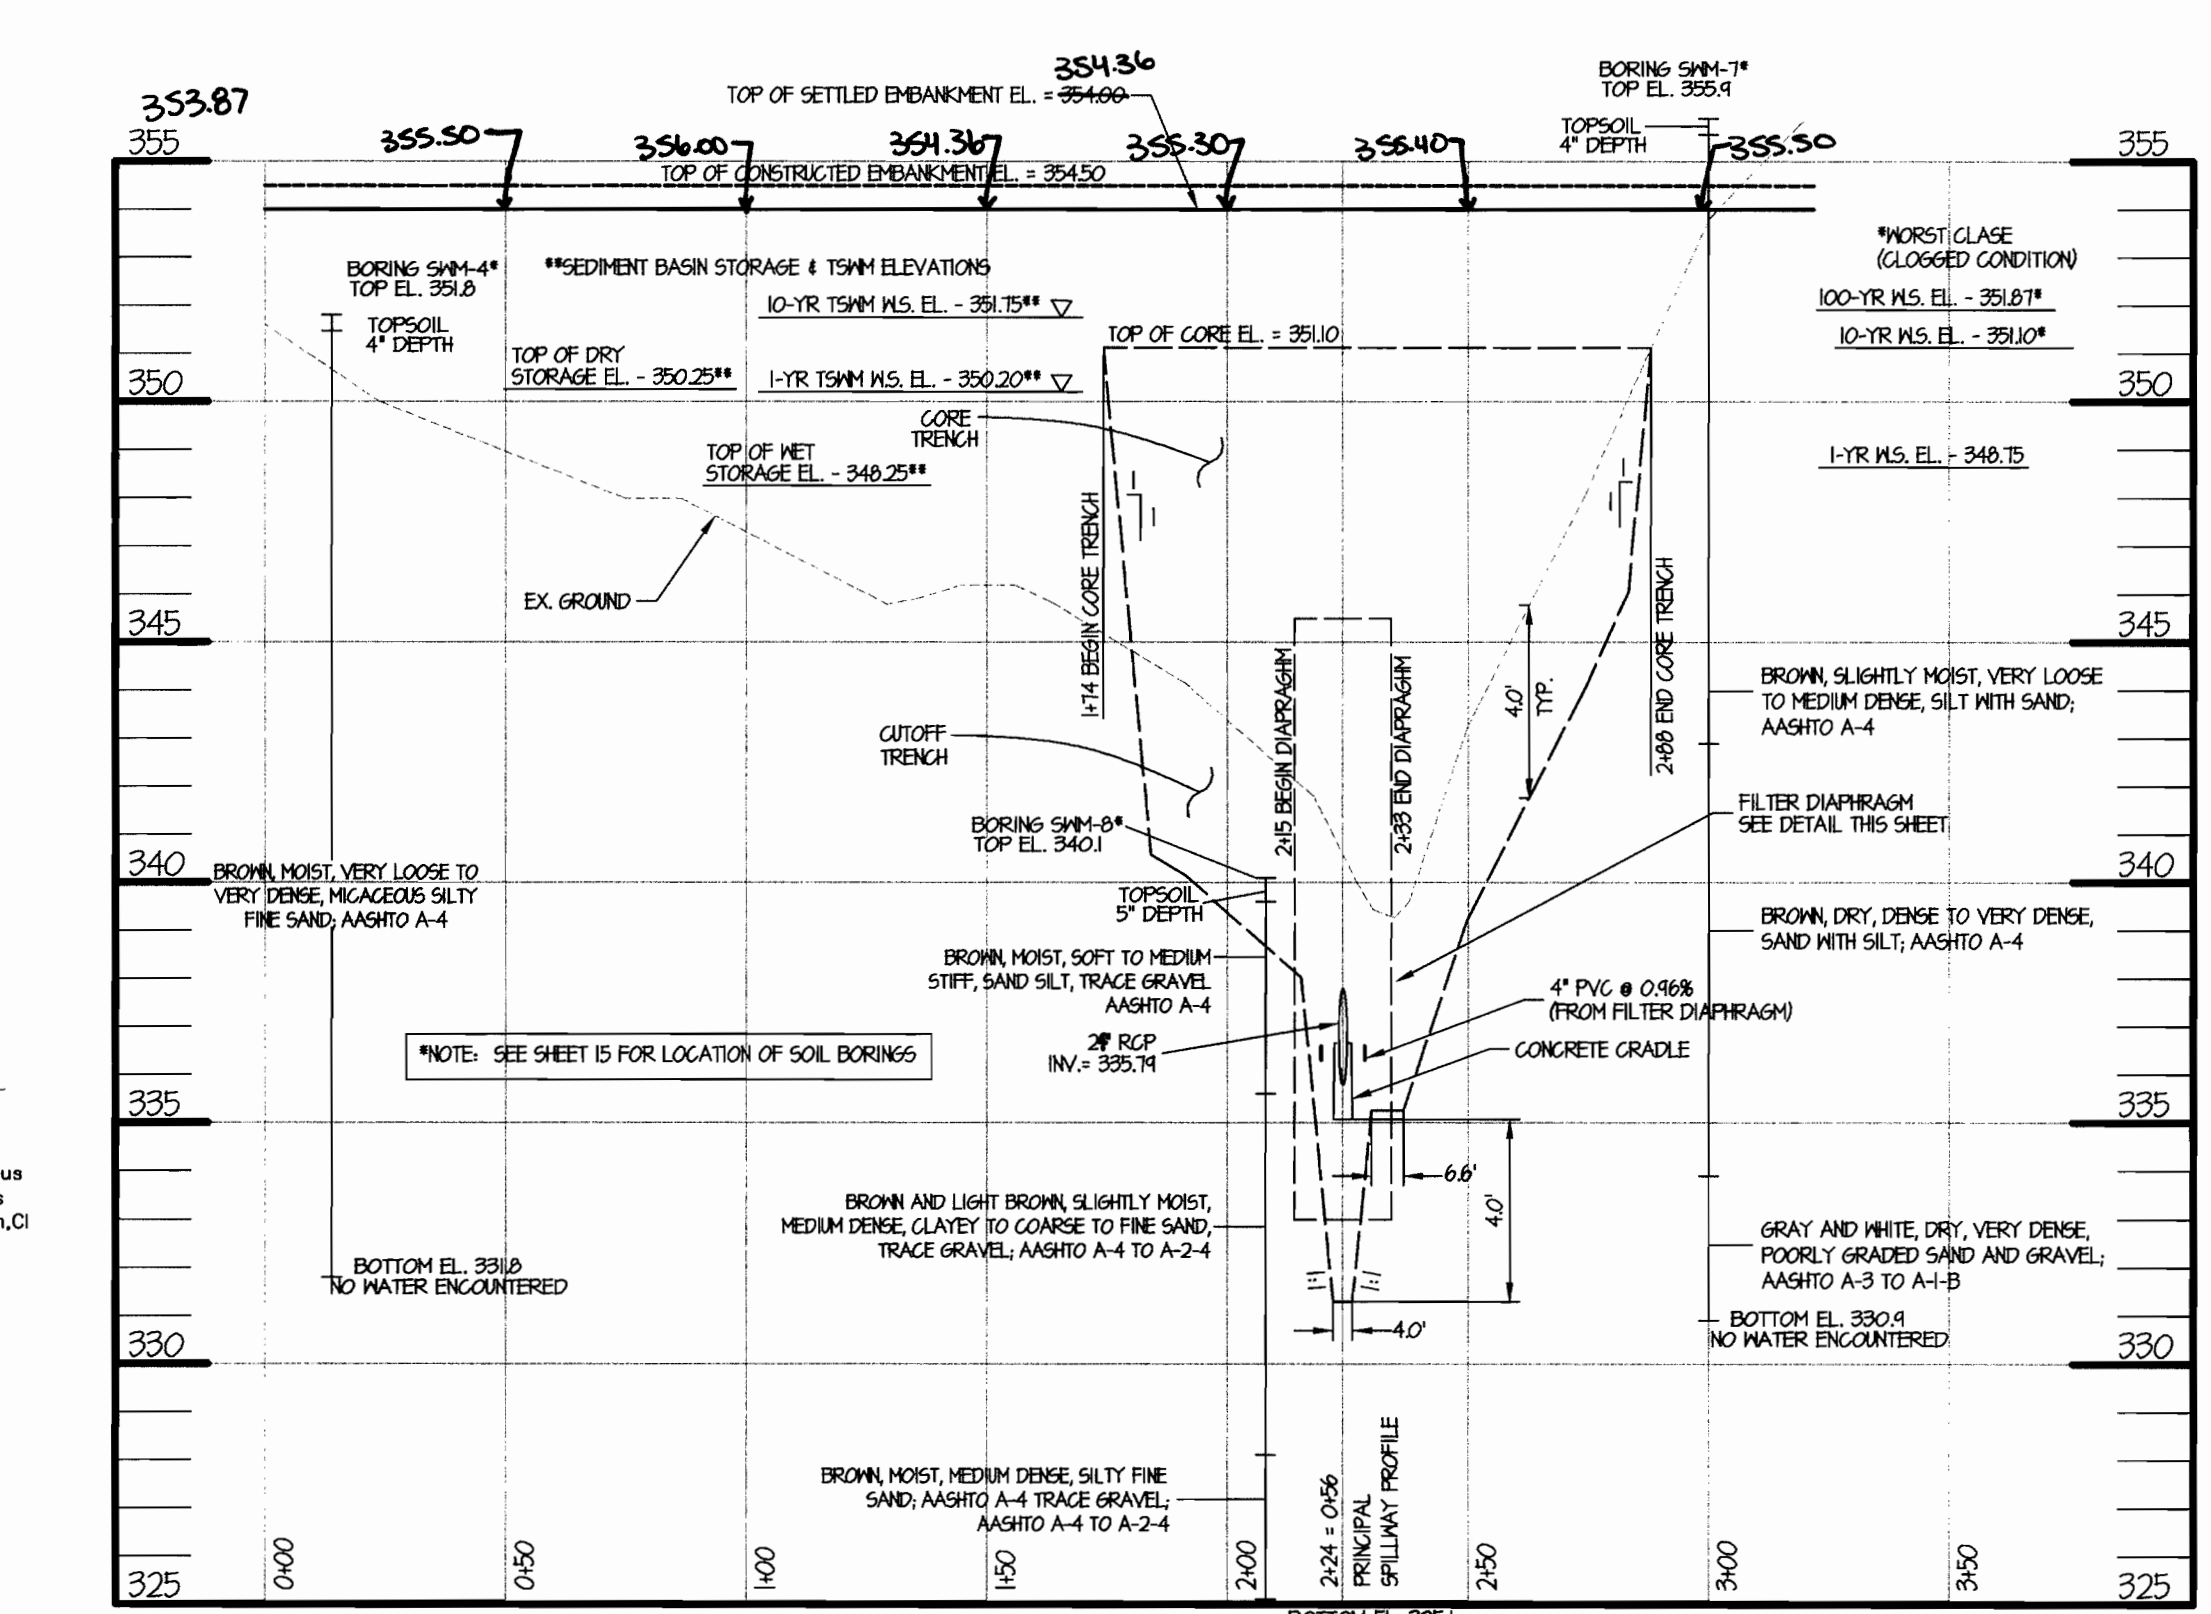 354.36
TOP OF SETTLED EMBANKMENT EL. = 354.00
BORING SWM-7*
TOP EL. 355.9
353.87
355
355.50
356.00
354.36
355.30
355.40
TOPSOIL
4" DEPTH
355.50
355
TOP OF CONSTRUCTED EMBANKMENT EL. = 354.50
*WORST CLASE
(CLOGGED CONDITION)
BORING SWM-4*
TOP EL. 351.8
**SEDIMENT BASIN STORAGE & TSWM ELEVATIONS
10-YR TSWM W.S. EL. - 351.75**
100-YR W.S. EL. - 351.87*
TOPSOIL
4" DEPTH
TOP OF CORE EL. = 351.10
10-YR W.S. EL. - 351.10*
TOP OF DRY
STORAGE EL. - 350.25**
1-YR TSWM W.S. EL. - 350.20**
350
350
CORE
TRENCH
TOP OF WET
STORAGE EL. - 348.25**
1-YR W.S. EL. - 348.75
1
1
1
1
1+74 BEGIN CORE TRENCH
EX. GROUND
2+88 END CORE TRENCH
345
345
2+15 BEGIN DIAPRAGHM
2+33 END DIAPRAGHM
4.0'
TYP.
BROWN, SLIGHTLY MOIST, VERY LOOSE
TO MEDIUM DENSE, SILT WITH SAND;
AASHTO A-4
CUTOFF
TRENCH
FILTER DIAPHRAGM
SEE DETAIL THIS SHEET
BORING SWM-8*
TOP EL. 340.1
340
340
BROWN, MOIST, VERY LOOSE TO
VERY DENSE, MICACEOUS SILTY
FINE SAND; AASHTO A-4
TOPSOIL
5" DEPTH
BROWN, DRY, DENSE TO VERY DENSE,
SAND WITH SILT; AASHTO A-4
BROWN, MOIST, SOFT TO MEDIUM
STIFF, SAND SILT, TRACE GRAVEL
AASHTO A-4
4" PVC @ 0.96%
(FROM FILTER DIAPHRAGM)
*NOTE: SEE SHEET 15 FOR LOCATION OF SOIL BORINGS
RCP
INV.= 335.79
CONCRETE CRADLE
335
335
us
s
n,Cl
6.6'
4.0'
BROWN AND LIGHT BROWN, SLIGHTLY MOIST,
MEDIUM DENSE, CLAYEY TO COARSE TO FINE SAND,
TRACE GRAVEL; AASHTO A-4 TO A-2-4
GRAY AND WHITE, DRY, VERY DENSE,
POORLY GRADED SAND AND GRAVEL;
AASHTO A-3 TO A-1-B
BOTTOM EL. 331.8
NO WATER ENCOUNTERED
4.0'
BOTTOM EL. 330.9
NO WATER ENCOUNTERED
330
330
BROWN, MOIST, MEDIUM DENSE, SILTY FINE
SAND; AASHTO A-4 TRACE GRAVEL;
AASHTO A-4 TO A-2-4
2+24 = 0+56
PRINCIPAL
SPILLWAY PROFILE
325
0+00
0+50
1+00
1+50
2+00
2+50
3+00
3+50
325